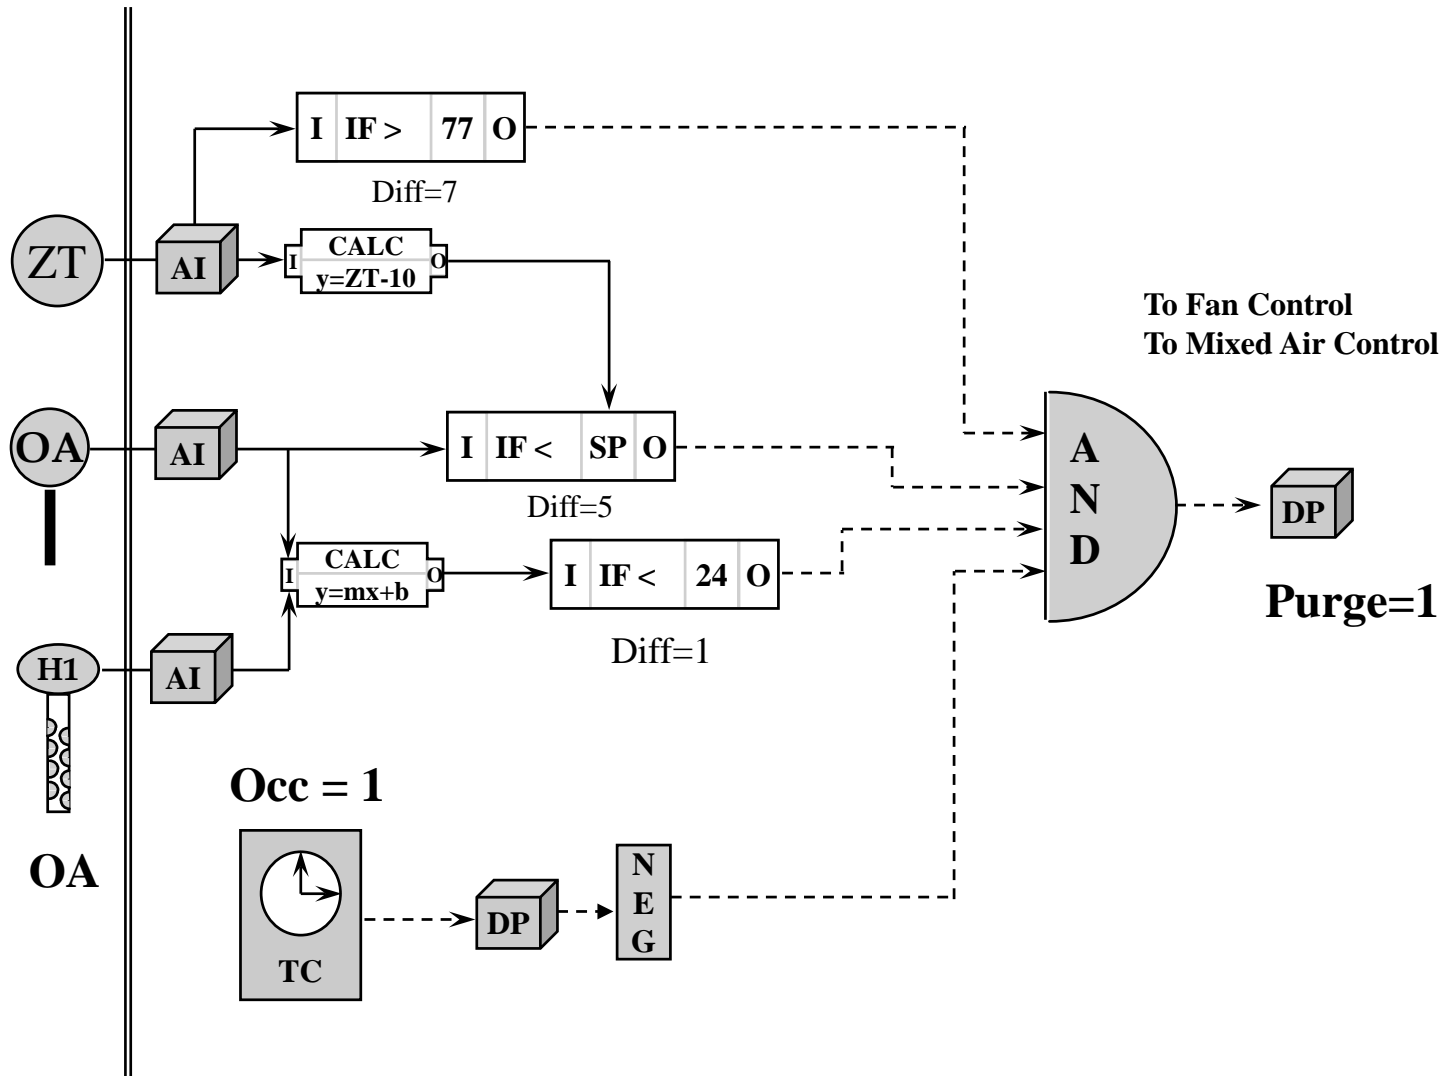 I IF > 77 O
Diff=7
ZT
AI
I CALC O
y=ZT-10
To Fan Control
To Mixed Air Control
OA
AI
I IF < SP O
Diff=5
A
N
D
DP
Purge=1
I CALC O
y=mx+b
I IF < 24 O
Diff=1
H1
AI
OA
Occ = 1
TC
DP
N
E
G